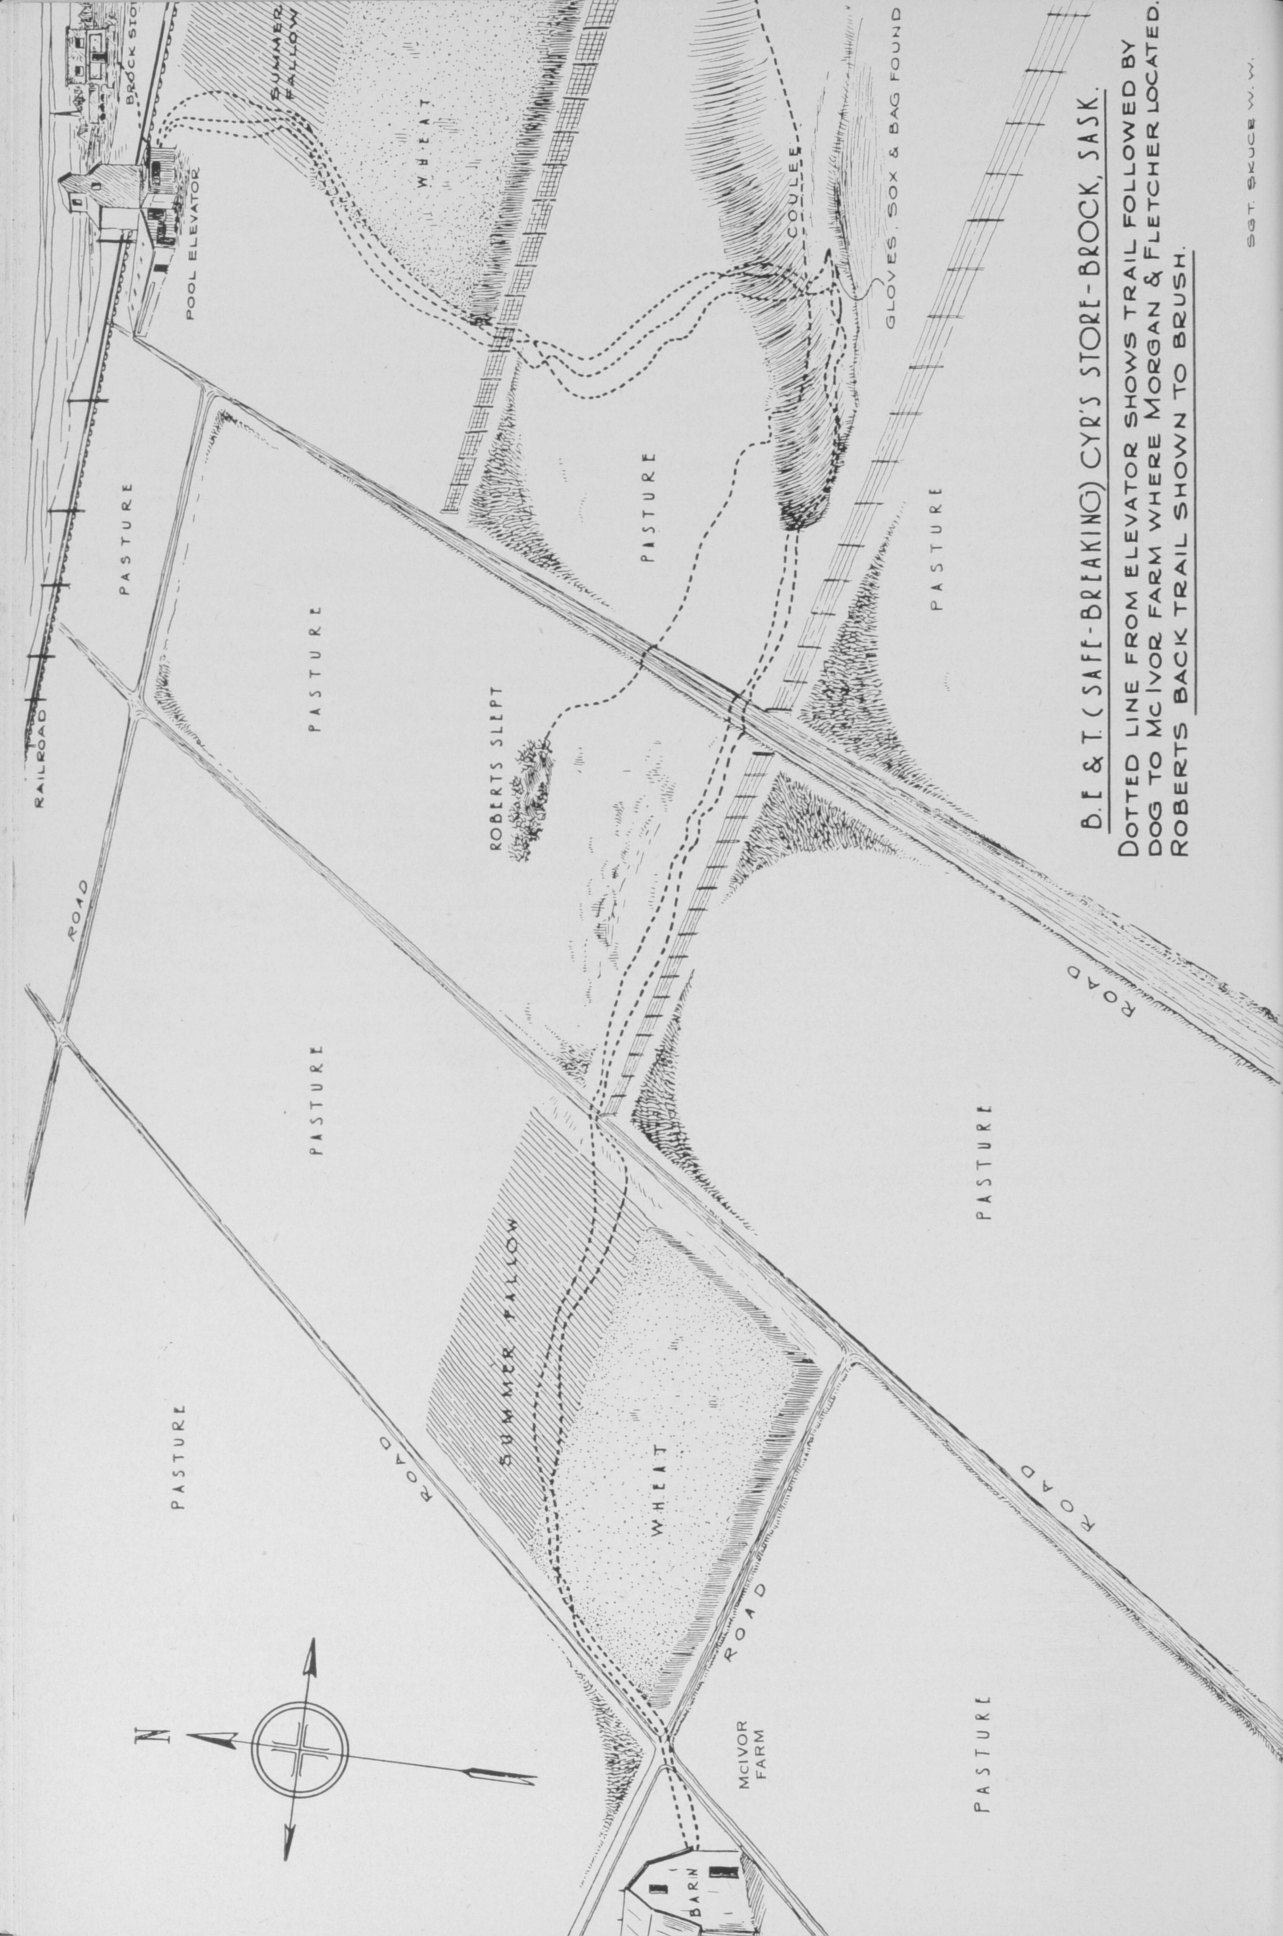 N
RAILROAD
ROAD
PASTURE
PASTURE
BROCK STO
POOL ELEVATOR
SUMMER
FALLOW
PASTURE
PASTURE
ROAD
WHEAT
SUMMER FALLOW
ROBERTS SLEPT
WHEAT
PASTURE
ROAD
MCIVOR
FARM
BARN
COULEE
GLOVES, SOX & BAG FOUND
PASTURE
PASTURE
PASTURE
ROAD
ROAD
B.E & T. (SAFE-BREAKING) CYR'S STORE-BROCK, SASK.
DOTTED LINE FROM ELEVATOR SHOWS TRAIL FOLLOWED BY
DOG TO MCIVOR FARM WHERE MORGAN & FLETCHER LOCATED.
ROBERTS BACK TRAIL SHOWN TO BRUSH.
SGT. SKUCE W. W.